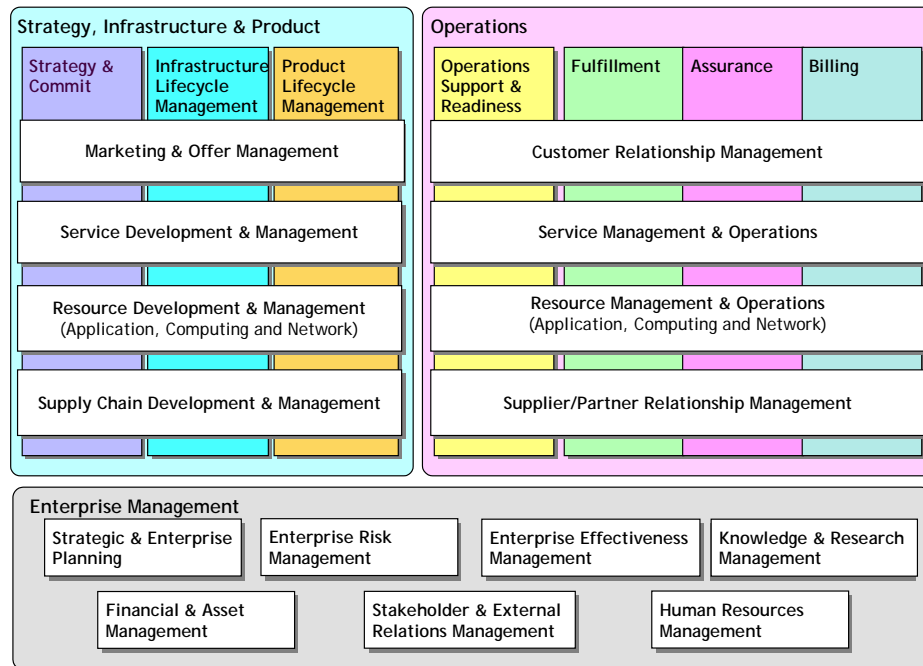 Strategy, Infrastructure & Product
Strategy &
Commit
Infrastructure
Lifecycle
Management
Product
Lifecycle
Management
Marketing & Offer Management
Service Development & Management
Resource Development & Management
(Application, Computing and Network)
Supply Chain Development & Management
Operations
Operations
Support &
Readiness
Fulfillment
Assurance
Billing
Customer Relationship Management
Service Management & Operations
Resource Management & Operations
(Application, Computing and Network)
Supplier/Partner Relationship Management
Enterprise Management
Strategic & Enterprise
Planning
Enterprise Risk
Management
Enterprise Effectiveness
Management
Knowledge & Research
Management
Financial & Asset
Management
Stakeholder & External
Relations Management
Human Resources
Management